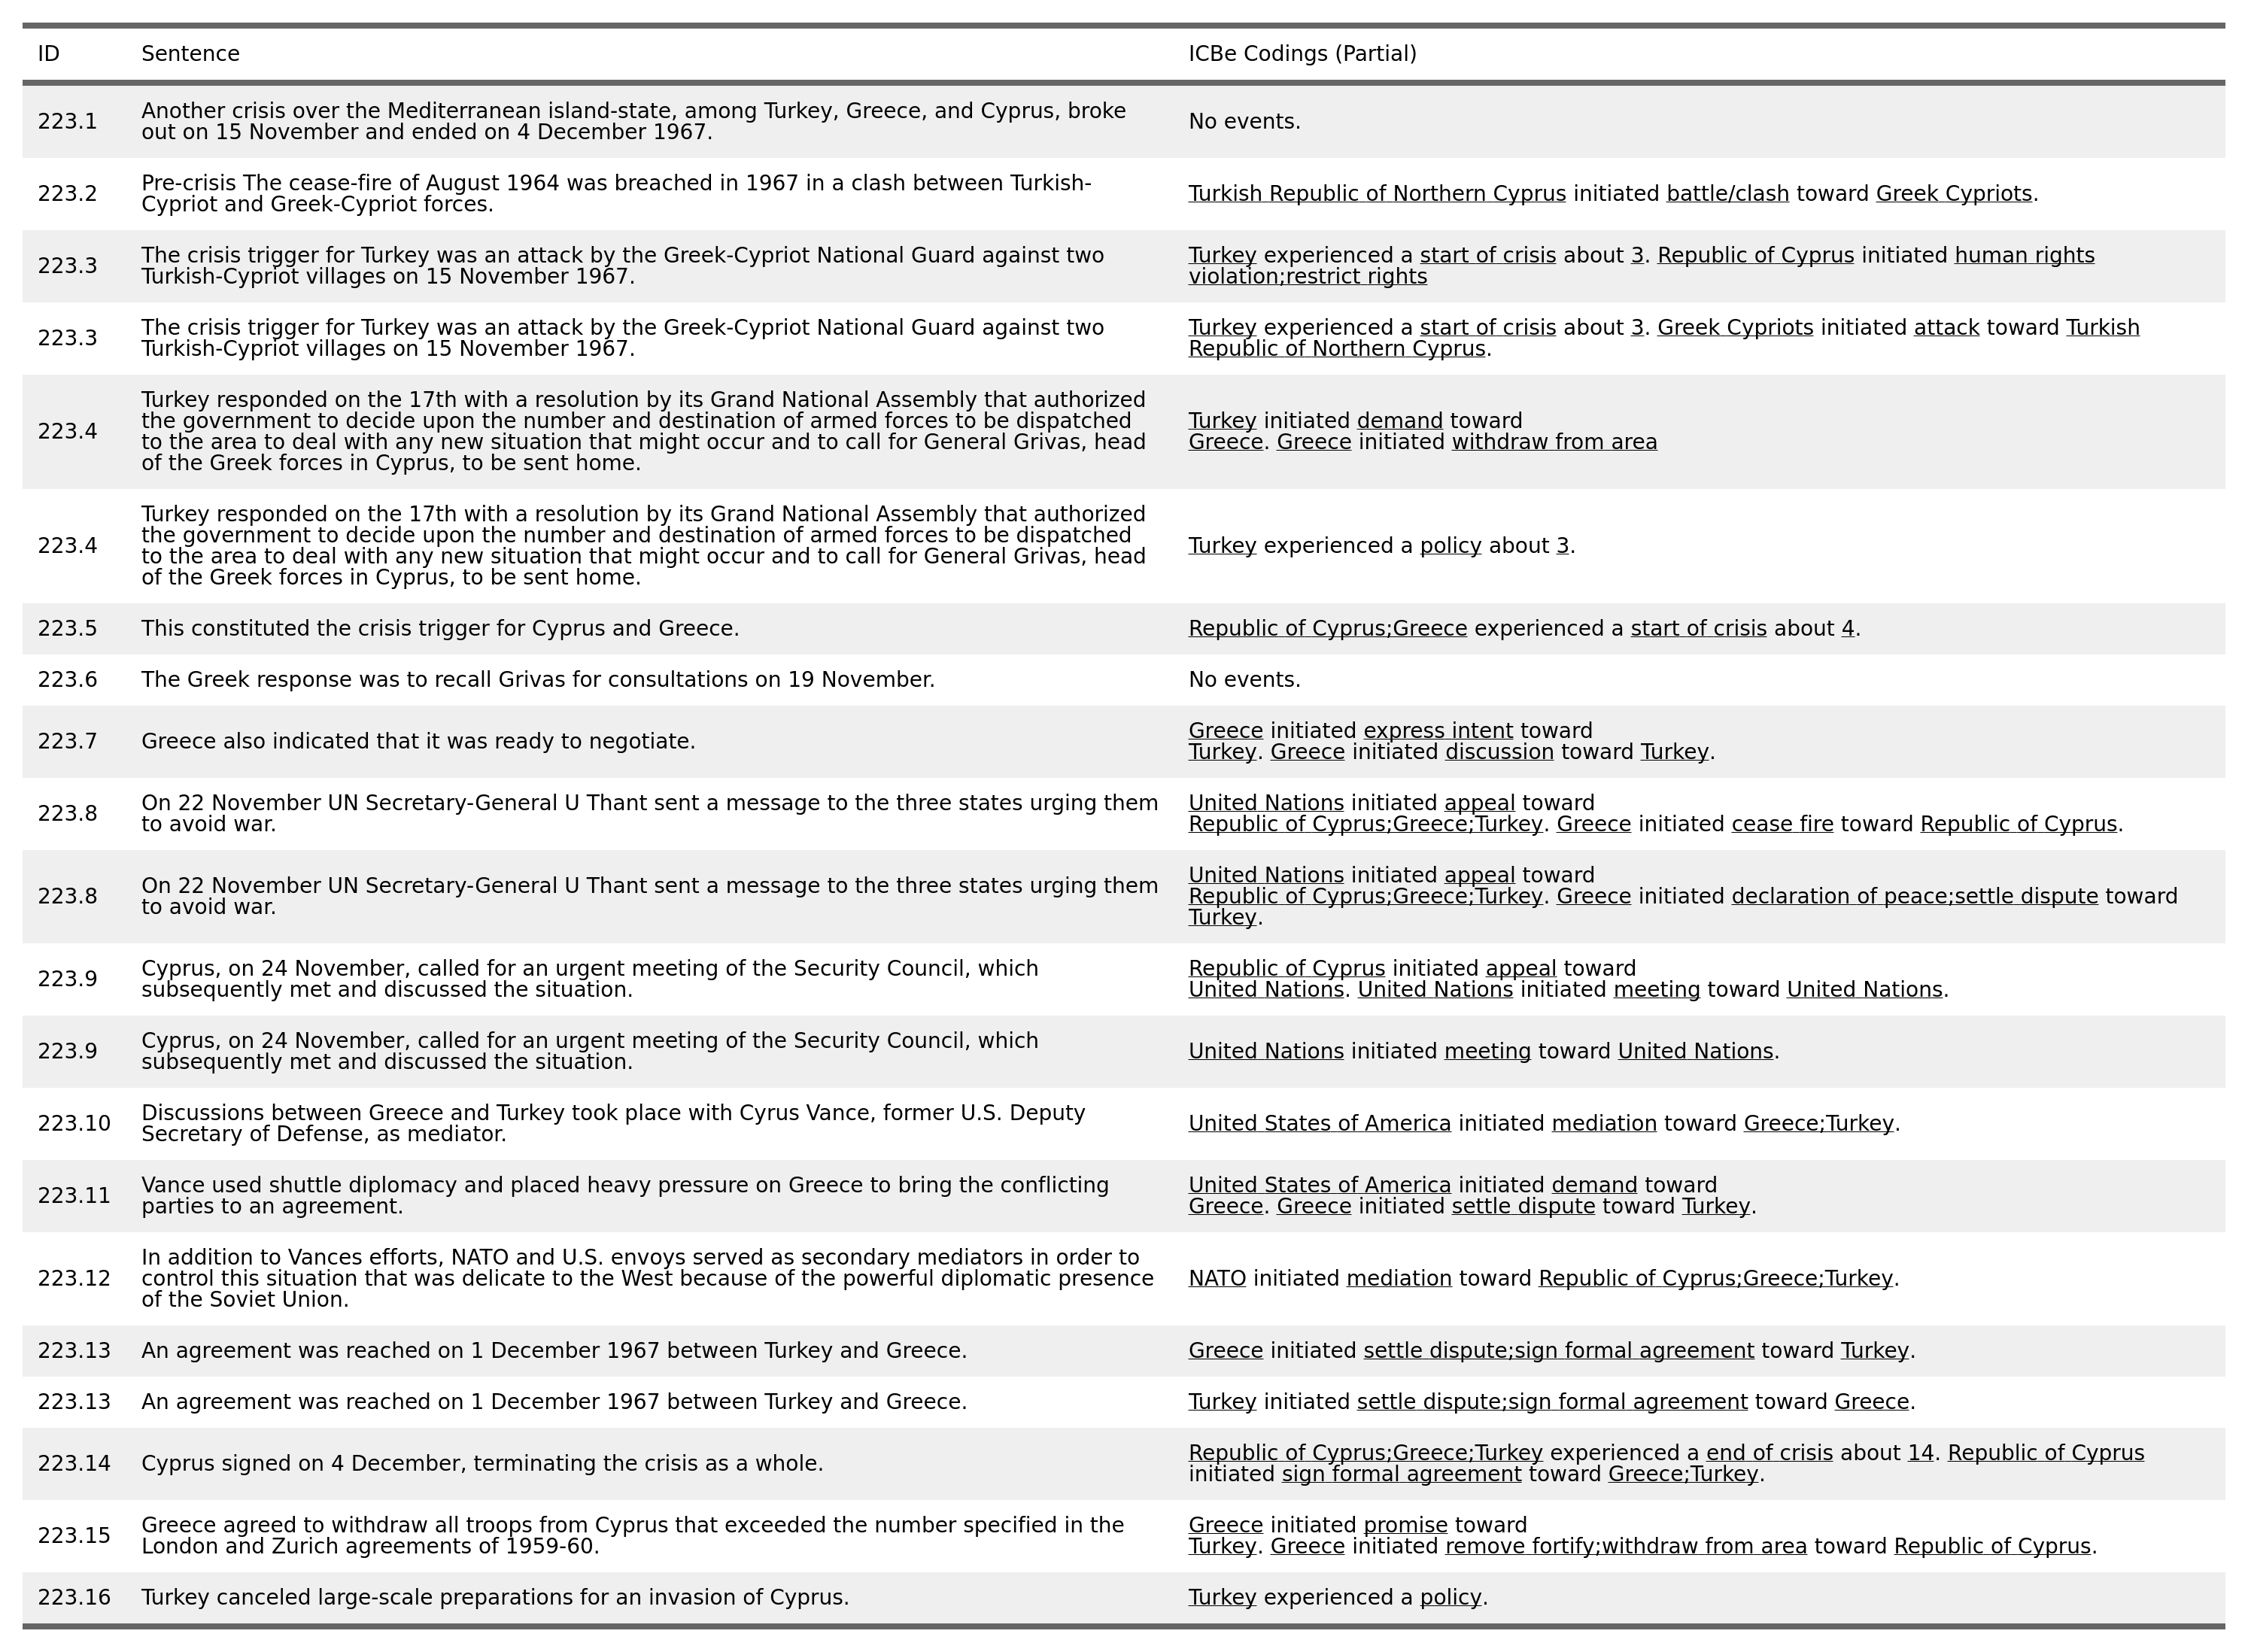 ID Sentence ICBe Codings (Partial)
223.1 Another crisis over the Mediterranean island-state, among Turkey, Greece, and Cyprus, broke
out on 15 November and ended on 4 December 1967. No events.
223.2 Pre-crisis The cease-fire of August 1964 was breached in 1967 in a clash between Turkish-
Cypriot and Greek-Cypriot forces. Turkish Republic of Northern Cyprus initiated battle/clash toward Greek Cypriots.
223.3 The crisis trigger for Turkey was an attack by the Greek-Cypriot National Guard against two
Turkish-Cypriot villages on 15 November 1967. Turkey experienced a start of crisis about 3. Republic of Cyprus initiated human rights
violation;restrict rights
223.3 The crisis trigger for Turkey was an attack by the Greek-Cypriot National Guard against two
Turkish-Cypriot villages on 15 November 1967. Turkey experienced a start of crisis about 3. Greek Cypriots initiated attack toward Turkish
Republic of Northern Cyprus.
223.4 Turkey responded on the 17th with a resolution by its Grand National Assembly that authorized
the government to decide upon the number and destination of armed forces to be dispatched
to the area to deal with any new situation that might occur and to call for General Grivas, head
of the Greek forces in Cyprus, to be sent home. Turkey initiated demand toward
Greece. Greece initiated withdraw from area
223.4 Turkey responded on the 17th with a resolution by its Grand National Assembly that authorized
the government to decide upon the number and destination of armed forces to be dispatched
to the area to deal with any new situation that might occur and to call for General Grivas, head
of the Greek forces in Cyprus, to be sent home. Turkey experienced a policy about 3.
223.5 This constituted the crisis trigger for Cyprus and Greece. Republic of Cyprus;Greece experienced a start of crisis about 4.
223.6 The Greek response was to recall Grivas for consultations on 19 November. No events.
223.7 Greece also indicated that it was ready to negotiate. Greece initiated express intent toward
Turkey. Greece initiated discussion toward Turkey.
223.8 On 22 November UN Secretary-General U Thant sent a message to the three states urging them
to avoid war. United Nations initiated appeal toward
Republic of Cyprus;Greece;Turkey. Greece initiated cease fire toward Republic of Cyprus.
223.8 On 22 November UN Secretary-General U Thant sent a message to the three states urging them
to avoid war. United Nations initiated appeal toward
Republic of Cyprus;Greece;Turkey. Greece initiated declaration of peace;settle dispute toward
Turkey.
223.9 Cyprus, on 24 November, called for an urgent meeting of the Security Council, which
subsequently met and discussed the situation. Republic of Cyprus initiated appeal toward
United Nations. United Nations initiated meeting toward United Nations.
223.9 Cyprus, on 24 November, called for an urgent meeting of the Security Council, which
subsequently met and discussed the situation. United Nations initiated meeting toward United Nations.
223.10 Discussions between Greece and Turkey took place with Cyrus Vance, former U.S. Deputy
Secretary of Defense, as mediator. United States of America initiated mediation toward Greece;Turkey.
223.11 Vance used shuttle diplomacy and placed heavy pressure on Greece to bring the conflicting
parties to an agreement. United States of America initiated demand toward
Greece. Greece initiated settle dispute toward Turkey.
223.12 In addition to Vances efforts, NATO and U.S. envoys served as secondary mediators in order to
control this situation that was delicate to the West because of the powerful diplomatic presence
of the Soviet Union. NATO initiated mediation toward Republic of Cyprus;Greece;Turkey.
223.13 An agreement was reached on 1 December 1967 between Turkey and Greece. Greece initiated settle dispute;sign formal agreement toward Turkey.
223.13 An agreement was reached on 1 December 1967 between Turkey and Greece. Turkey initiated settle dispute;sign formal agreement toward Greece.
223.14 Cyprus signed on 4 December, terminating the crisis as a whole. Republic of Cyprus;Greece;Turkey experienced a end of crisis about 14. Republic of Cyprus
initiated sign formal agreement toward Greece;Turkey.
223.15 Greece agreed to withdraw all troops from Cyprus that exceeded the number specified in the
London and Zurich agreements of 1959-60. Greece initiated promise toward
Turkey. Greece initiated remove fortify;withdraw from area toward Republic of Cyprus.
223.16 Turkey canceled large-scale preparations for an invasion of Cyprus. Turkey experienced a policy.